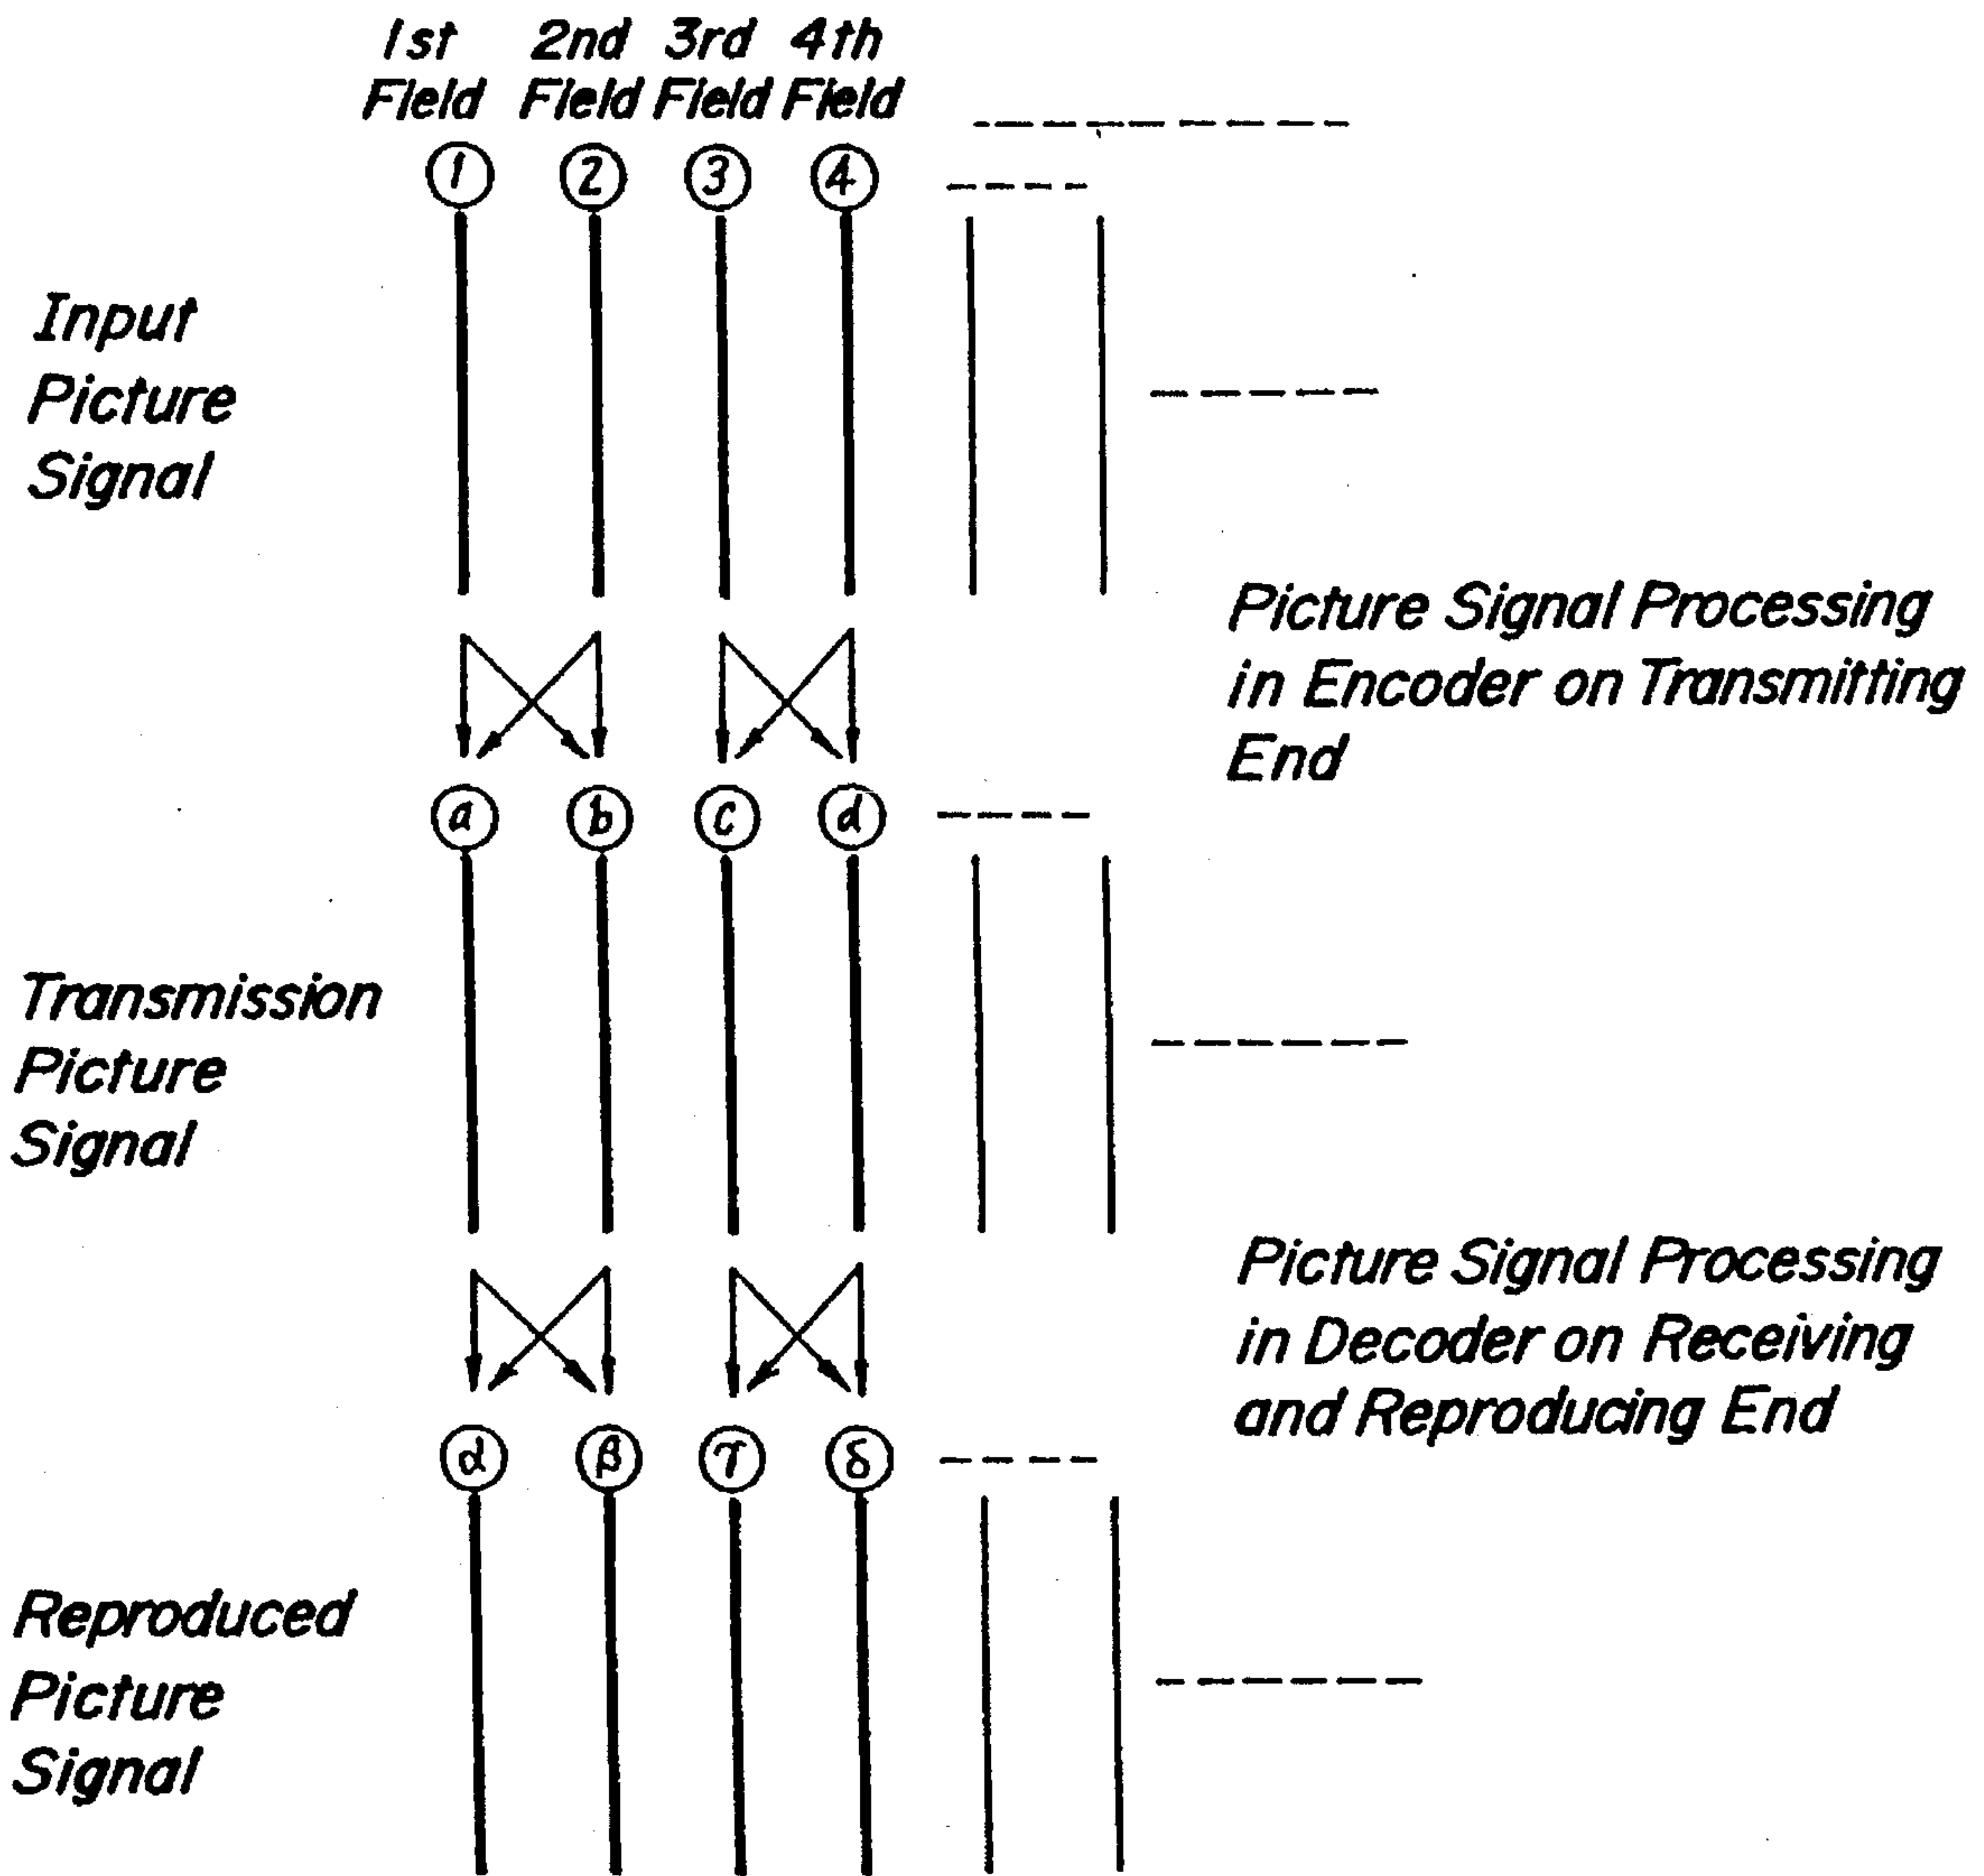 1st 2nd 3rd 4th
Field Field Field Field
① ② ③ ④
Input
Picture
Signal
Picture Signal Processing
in Encoder on Transmitting
End
ⓐ ⓑ ⓒ ⓓ
Transmission
Picture
Signal
Picture Signal Processing
in Decoder on Receiving
and Reproducing End
α β γ δ
Reproduced
Picture
Signal